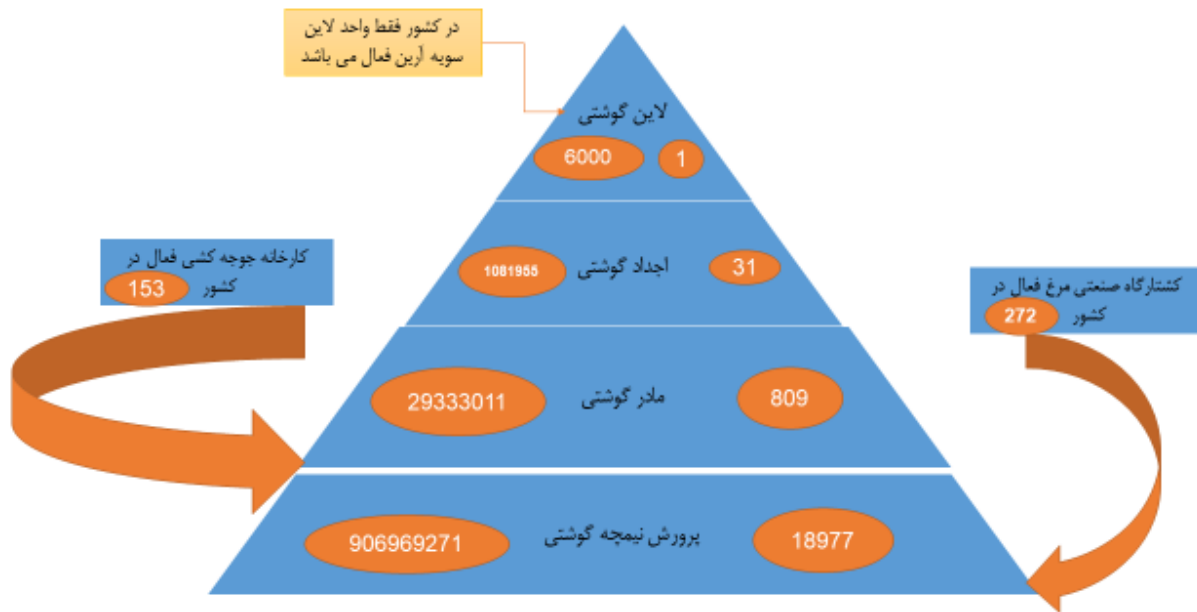 در کشور فقط واحد لاین
سویه آرین فعال می باشد
لاین گوشتی
1
6000
اجداد گوشتی
31
1081955
کارخانه جوجه کشی فعال در
کشور
153
کشتارگاه صنعتی مرغ فعال در
کشور
272
مادر گوشتی
809
29333011
پرورش نیمچه گوشتی
18977
906969271